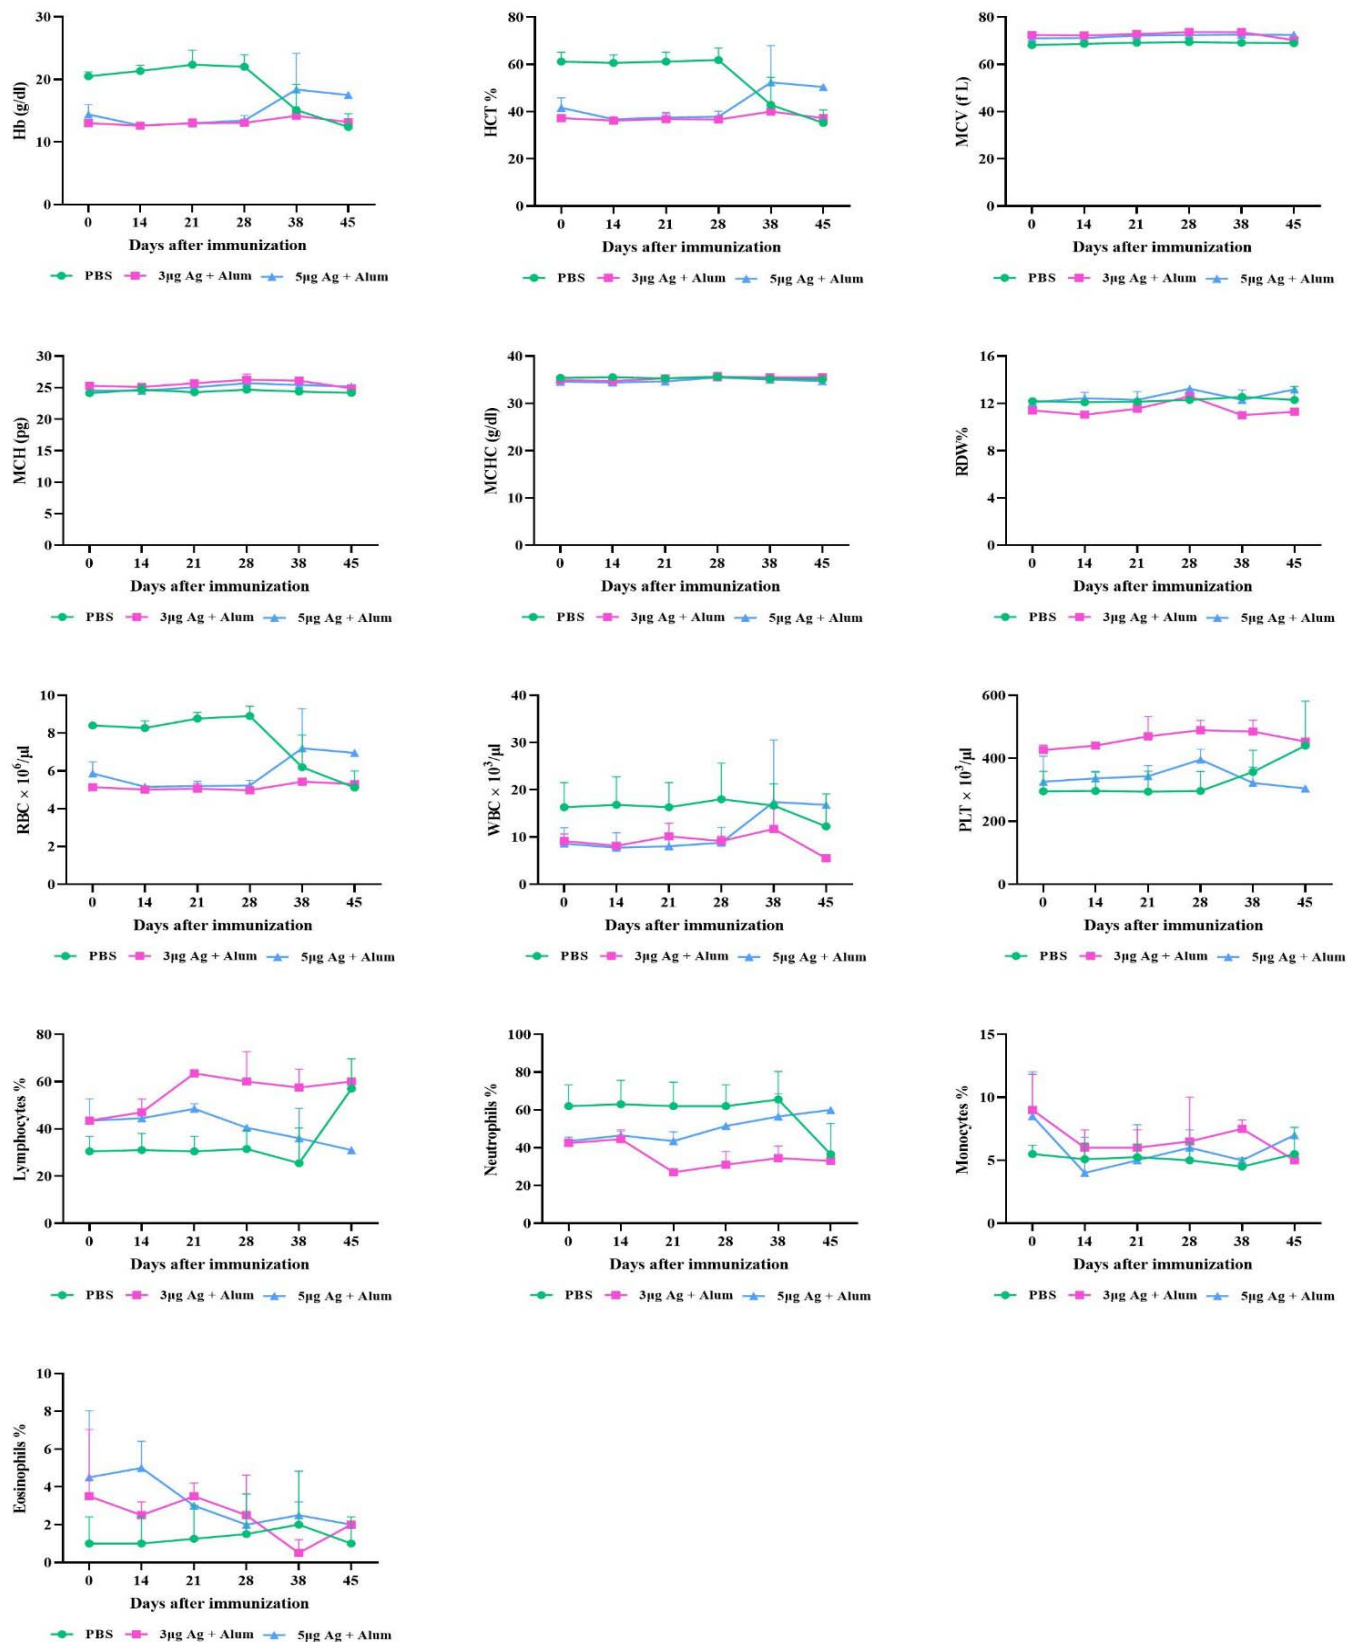 Hb (g/dl)
30
20
10
0
0 14 21 28 38 45
Days after immunization
PBS 3μg Ag + Alum 5μg Ag + Alum
HCT %
80
60
40
20
0
0 14 21 28 38 45
Days after immunization
PBS 3μg Ag + Alum 5μg Ag + Alum
MCV (f L)
80
60
40
20
0
0 14 21 28 38 45
Days after immunization
PBS 3μg Ag + Alum 5μg Ag + Alum
MCH (pg)
30
25
20
15
10
5
0
0 14 21 28 38 45
Days after immunization
PBS 3μg Ag + Alum 5μg Ag + Alum
MCHC (g/dl)
40
30
20
10
0
0 14 21 28 38 45
Days after immunization
PBS 3μg Ag + Alum 5μg Ag + Alum
RDW%
16
12
8
4
0
0 14 21 28 38 45
Days after immunization
PBS 3μg Ag + Alum 5μg Ag + Alum
RBC × 10⁶/μl
10
8
6
4
2
0
0 14 21 28 38 45
Days after immunization
PBS 3μg Ag + Alum 5μg Ag + Alum
WBC × 10³/μl
40
30
20
10
0
0 14 21 28 38 45
Days after immunization
PBS 3μg Ag + Alum 5μg Ag + Alum
PLT × 10³/μl
600
400
200
0
0 14 21 28 38 45
Days after immunization
PBS 3μg Ag + Alum 5μg Ag + Alum
Lymphocytes %
80
60
40
20
0
0 14 21 28 38 45
Days after immunization
PBS 3μg Ag + Alum 5μg Ag + Alum
Neutrophils %
100
80
60
40
20
0
0 14 21 28 38 45
Days after immunization
PBS 3μg Ag + Alum 5μg Ag + Alum
Monocytes %
15
10
5
0
0 14 21 28 38 45
Days after immunization
PBS 3μg Ag + Alum 5μg Ag + Alum
Eosinophils %
10
8
6
4
2
0
0 14 21 28 38 45
Days after immunization
PBS 3μg Ag + Alum 5μg Ag + Alum